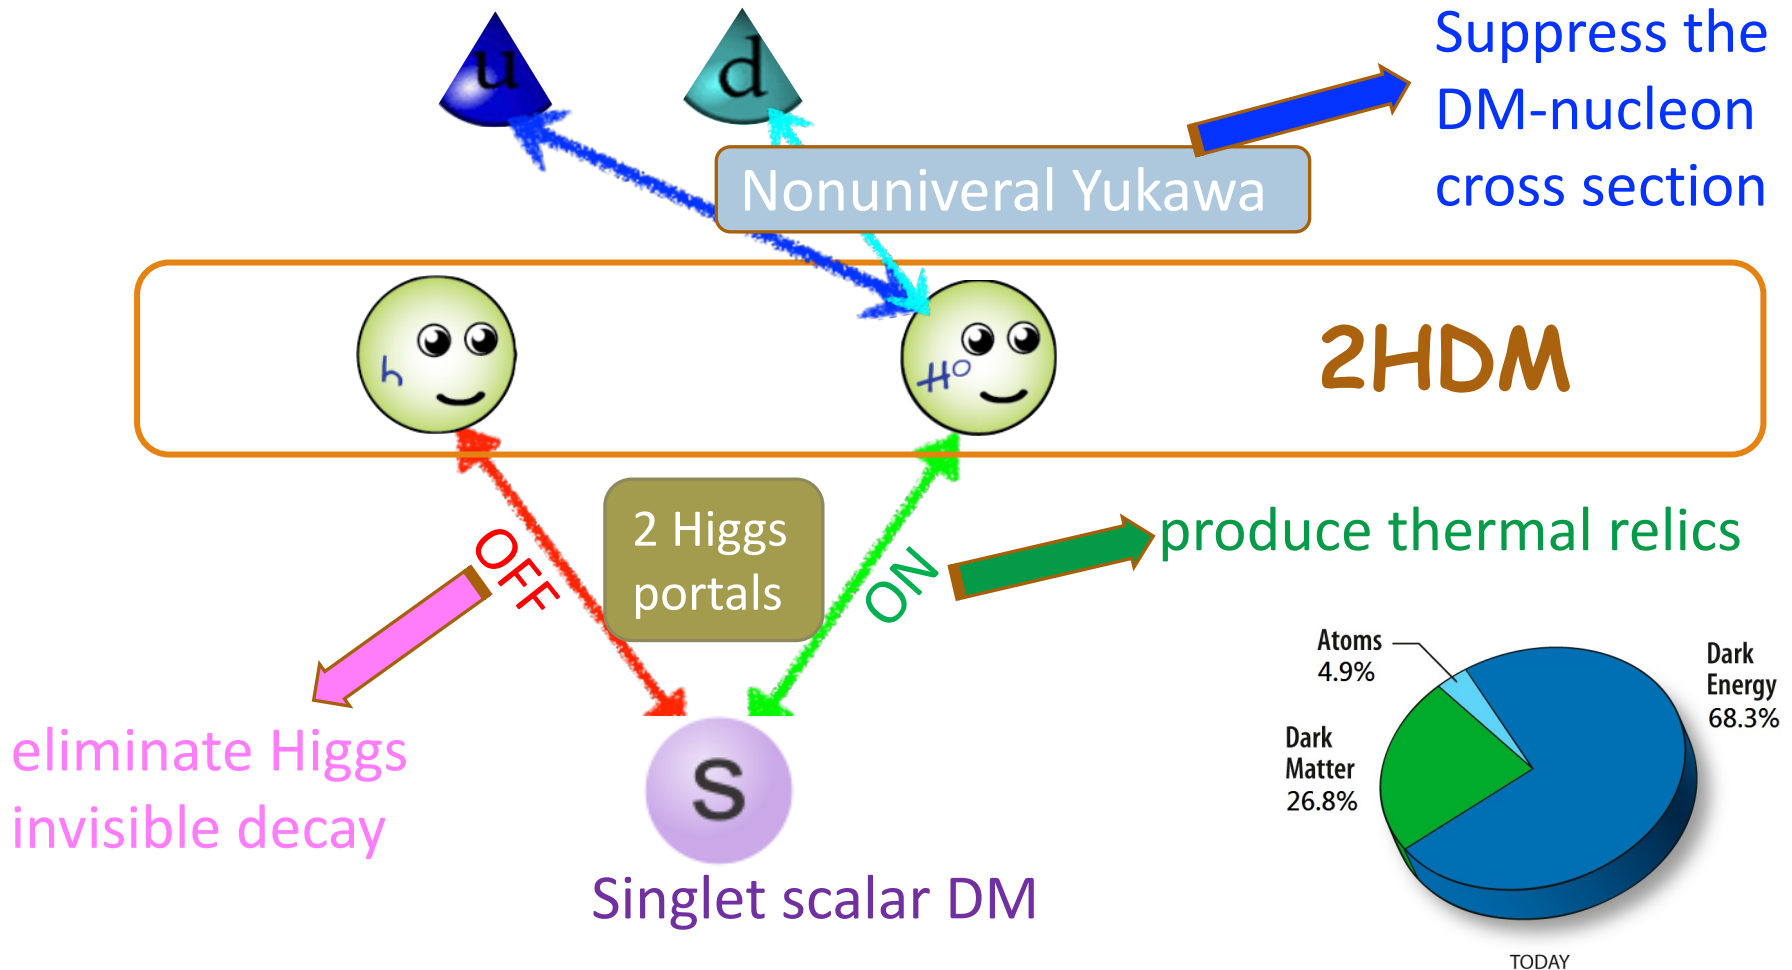 u
d
Suppress the
DM-nucleon
cross section
Nonuniveral Yukawa
h
H⁰
2HDM
OFF
2 Higgs
portals
ON
produce thermal relics
eliminate Higgs
invisible decay
S
Singlet scalar DM
Atoms
4.9%
Dark
Energy
68.3%
Dark
Matter
26.8%
TODAY